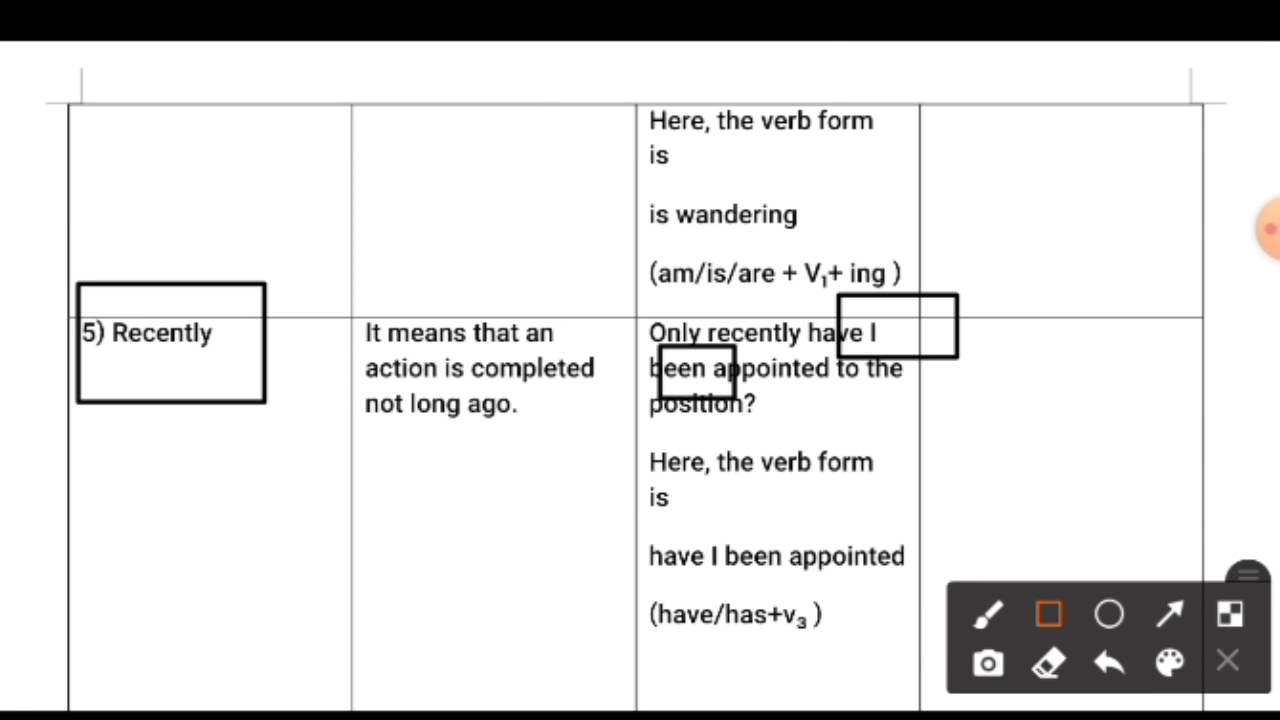 Here, the verb form
is
is wandering
(am/is/are + V₁+ ing )
5) Recently
It means that an
action is completed
not long ago.
Only recently have I
been appointed to the
position?
Here, the verb form
is
have I been appointed
(have/has+v₃ )